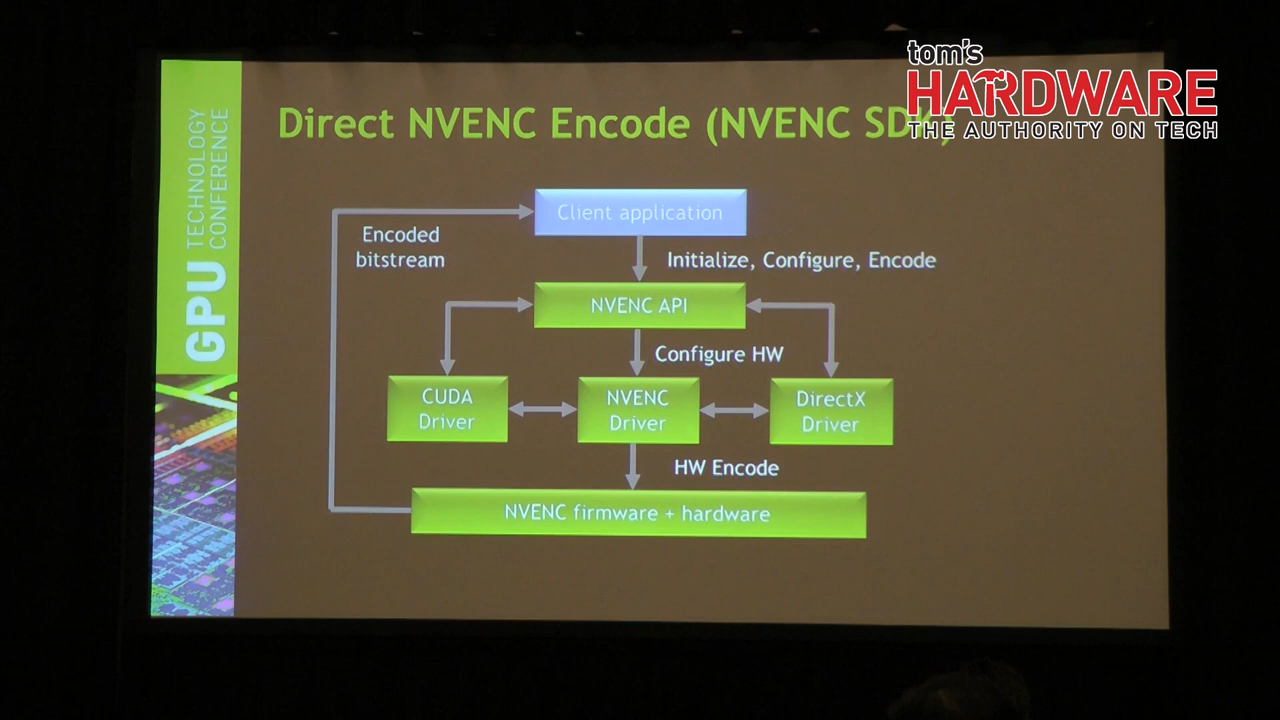 tom's
HARDWARE
THE AUTHORITY ON TECH
GPU TECHNOLOGY
CONFERENCE
Direct NVENC Encode (NVENC SDK)
Client application
Encoded
bitstream
Initialize, Configure, Encode
NVENC API
Configure HW
CUDA
Driver
NVENC
Driver
DirectX
Driver
HW Encode
NVENC firmware + hardware